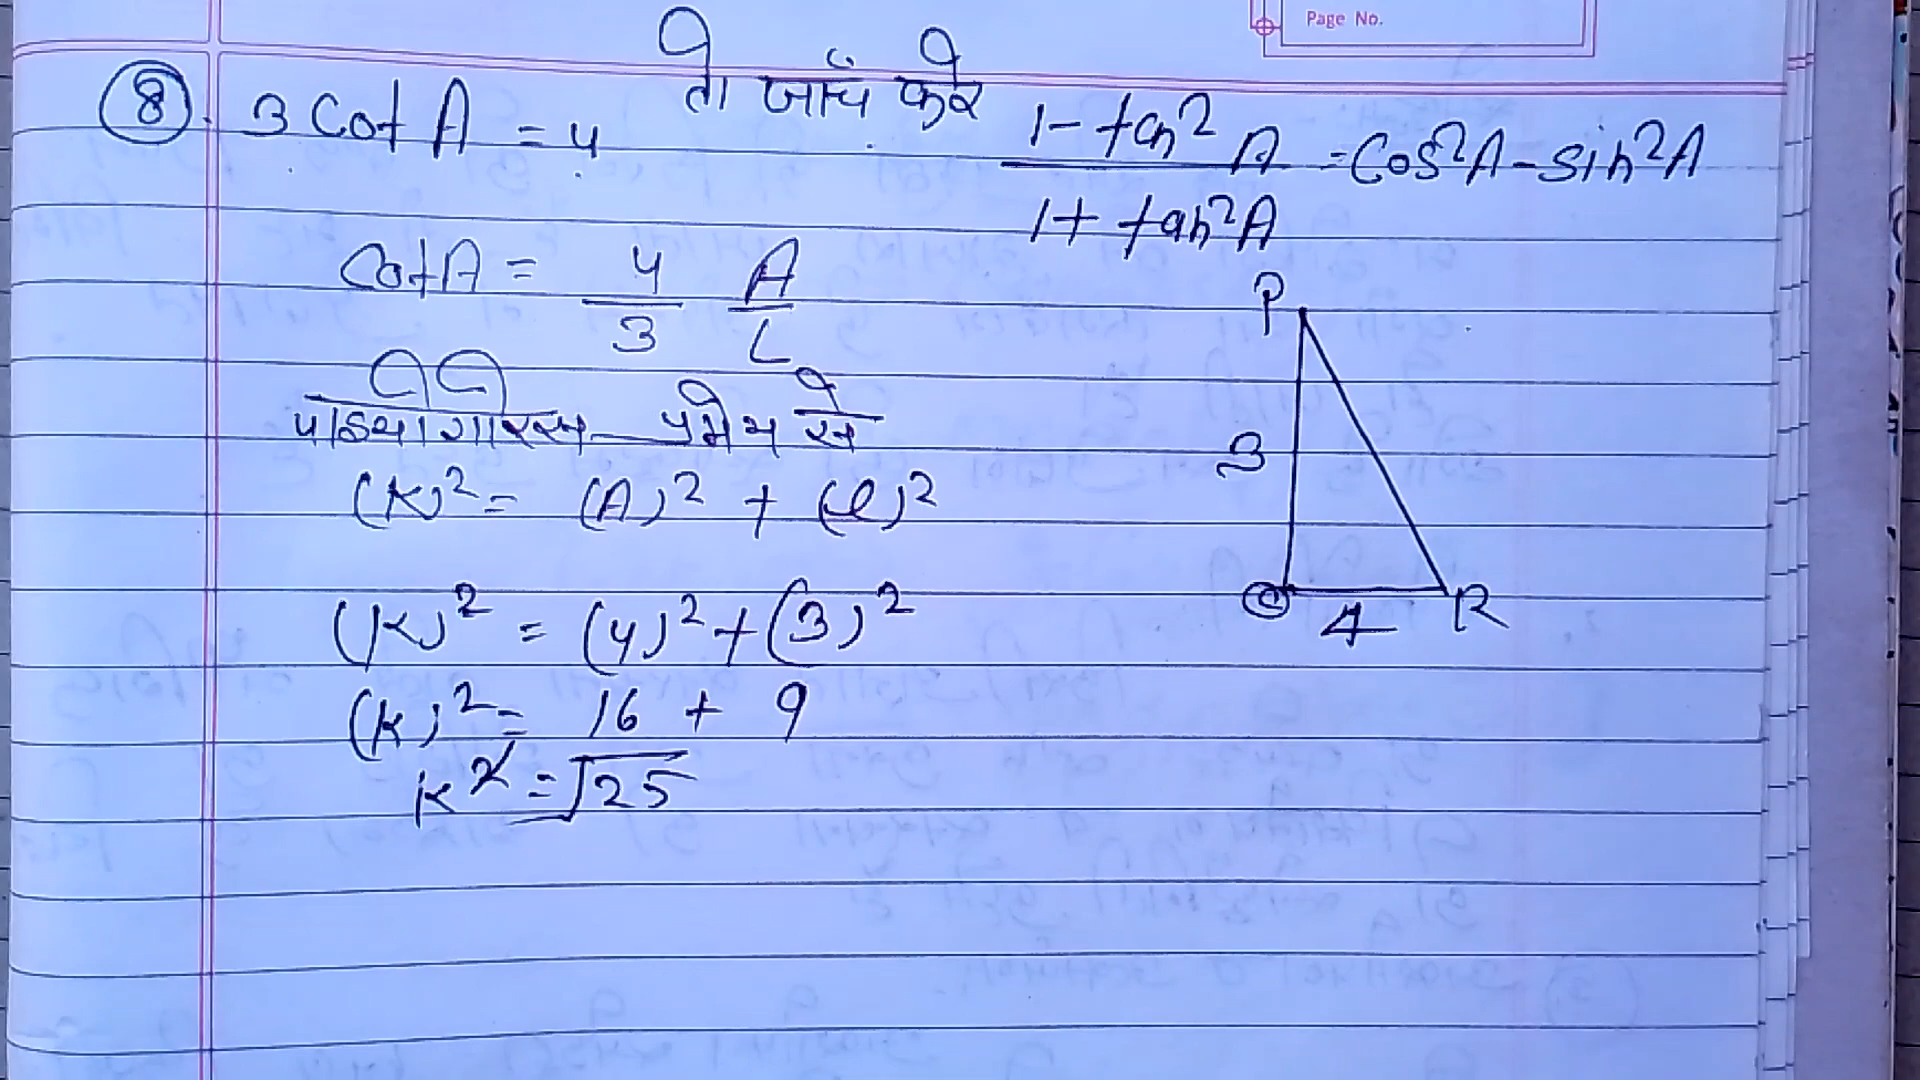 Page No.
8. 3 Cot A = 4 तो जाँच करे (1 - tan²A)/(1 + tan²A) = Cos²A - sin²A
Cot A = 4/3 A/L
पाइथागोरस प्रमेय से
(K)² = (A)² + (L)²
(K)² = (4)² + (3)²
(K)² = 16 + 9
K² = √25
P
3
4
R